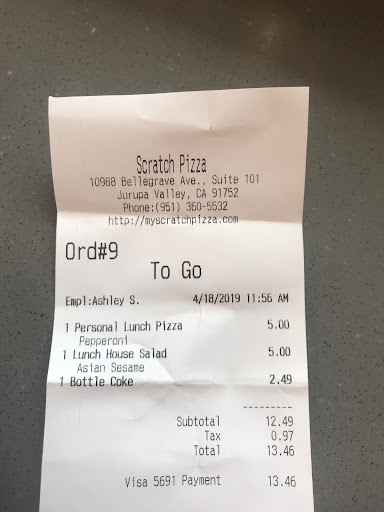 Scratch Pizza
10988 Bellegrave Ave., Suite 101
Jurupa Valley, CA 91752
Phone:(951) 360-5532
http://myscratchpizza.com
Ord#9
To Go
Empl:Ashley S. 4/18/2019 11:56 AM
1 Personal Lunch Pizza 5.00
Pepperoni
1 Lunch House Salad 5.00
Asian Sesame
1 Bottle Coke 2.49
---------
Subtotal 12.49
Tax 0.97
Total 13.46
Visa 5691 Payment 13.46